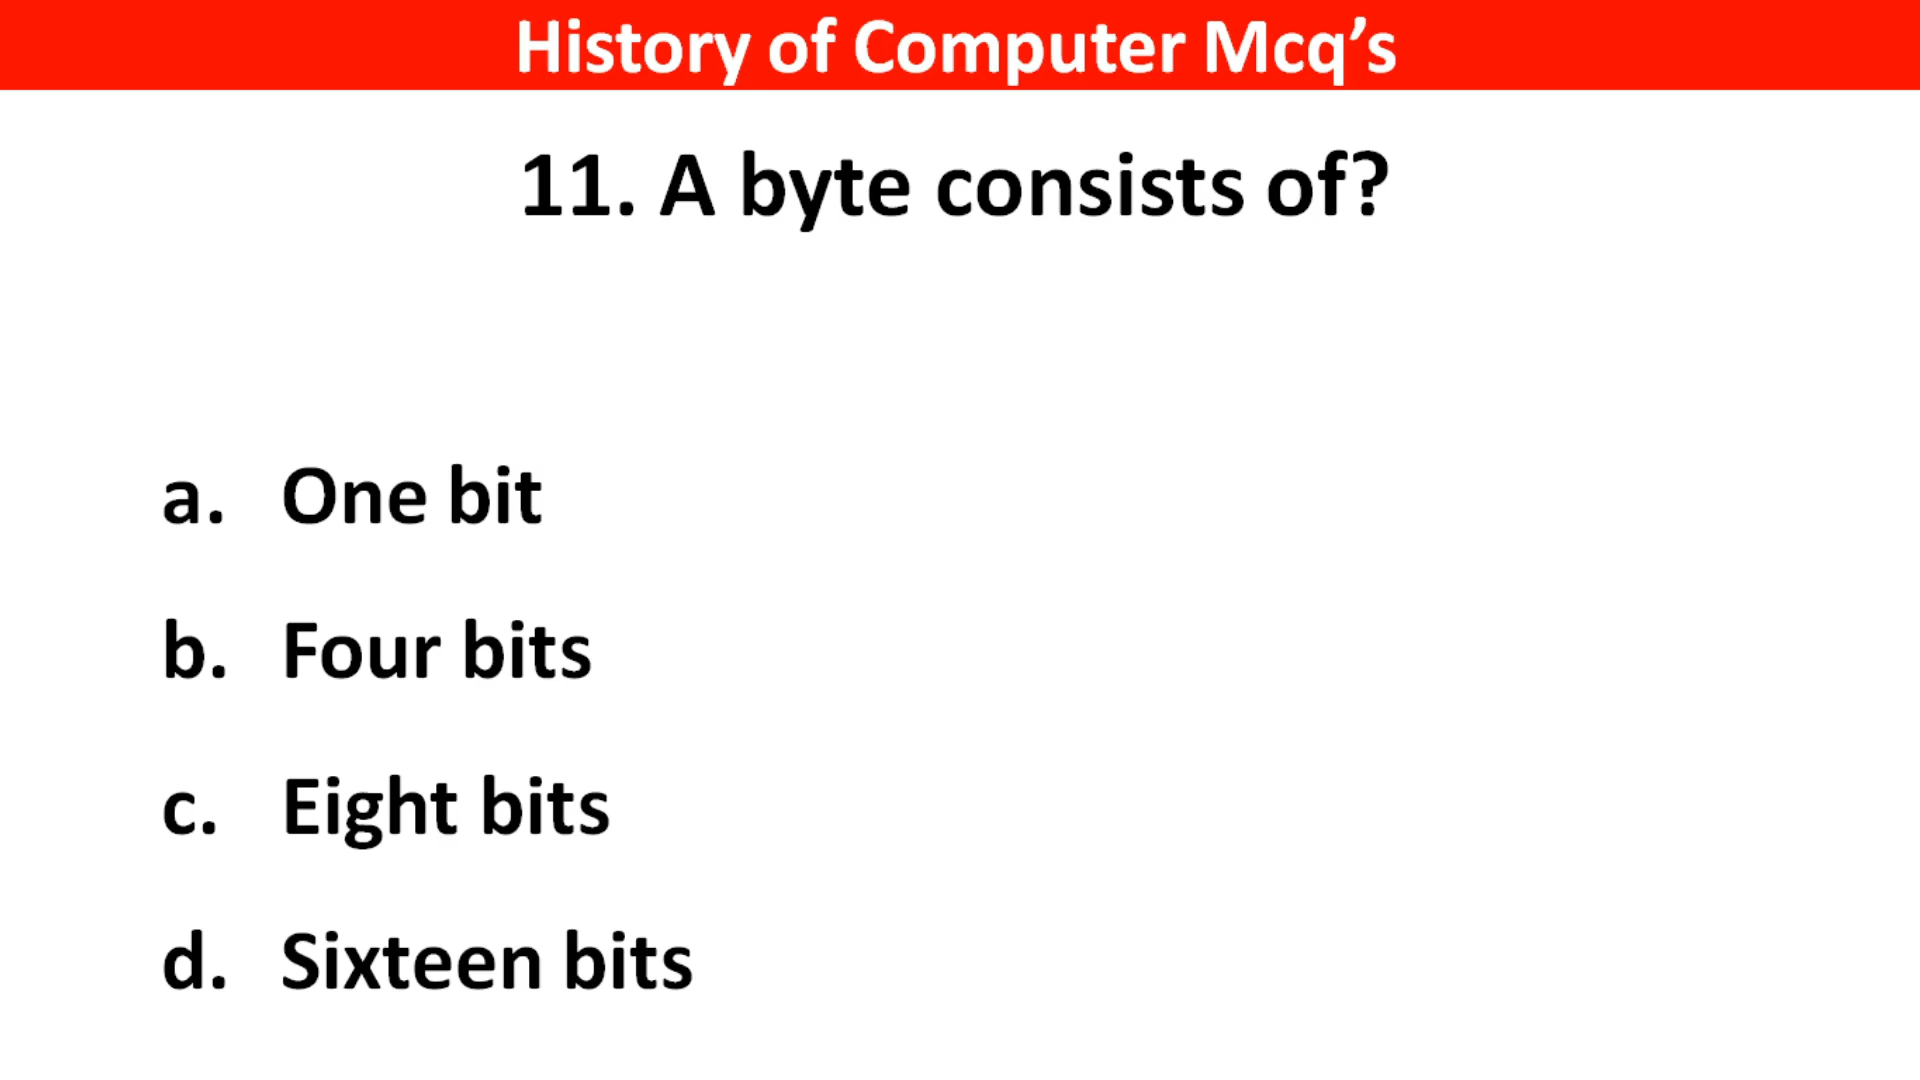 History of Computer Mcq’s
11. A byte consists of?
a. One bit
b. Four bits
c. Eight bits
d. Sixteen bits